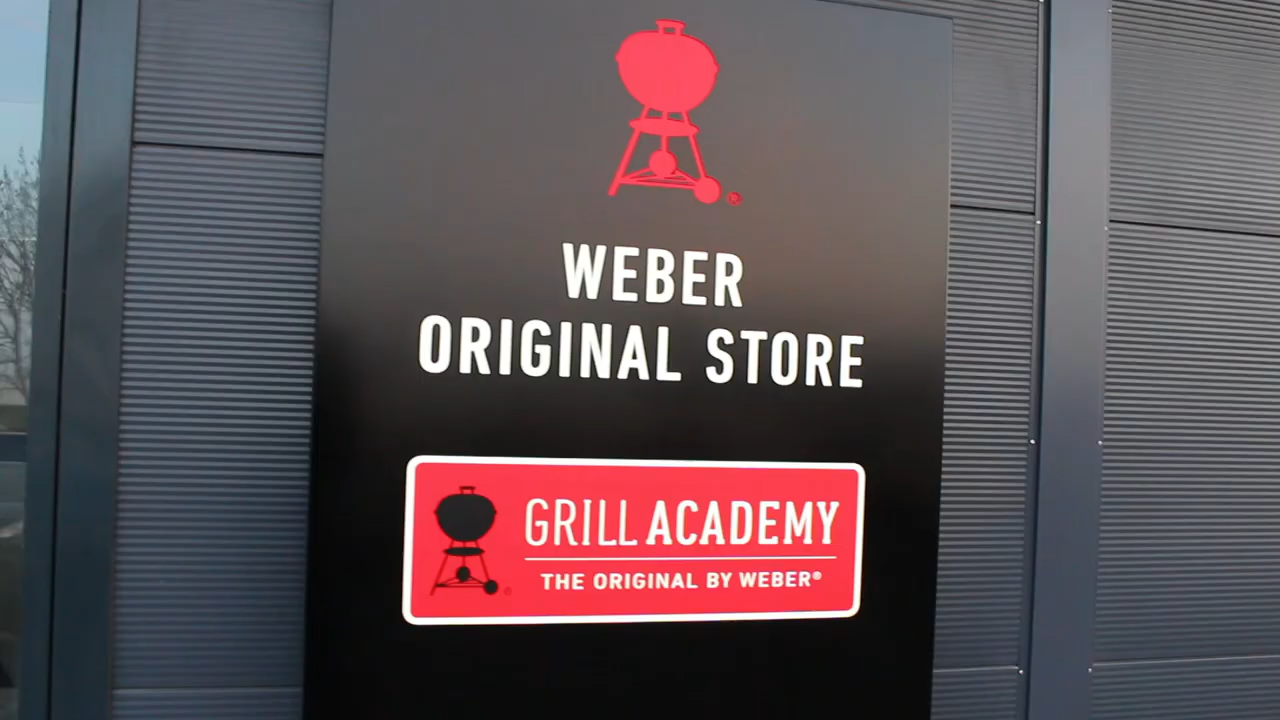 ®
WEBER
ORIGINAL STORE
GRILL ACADEMY
THE ORIGINAL BY WEBER®